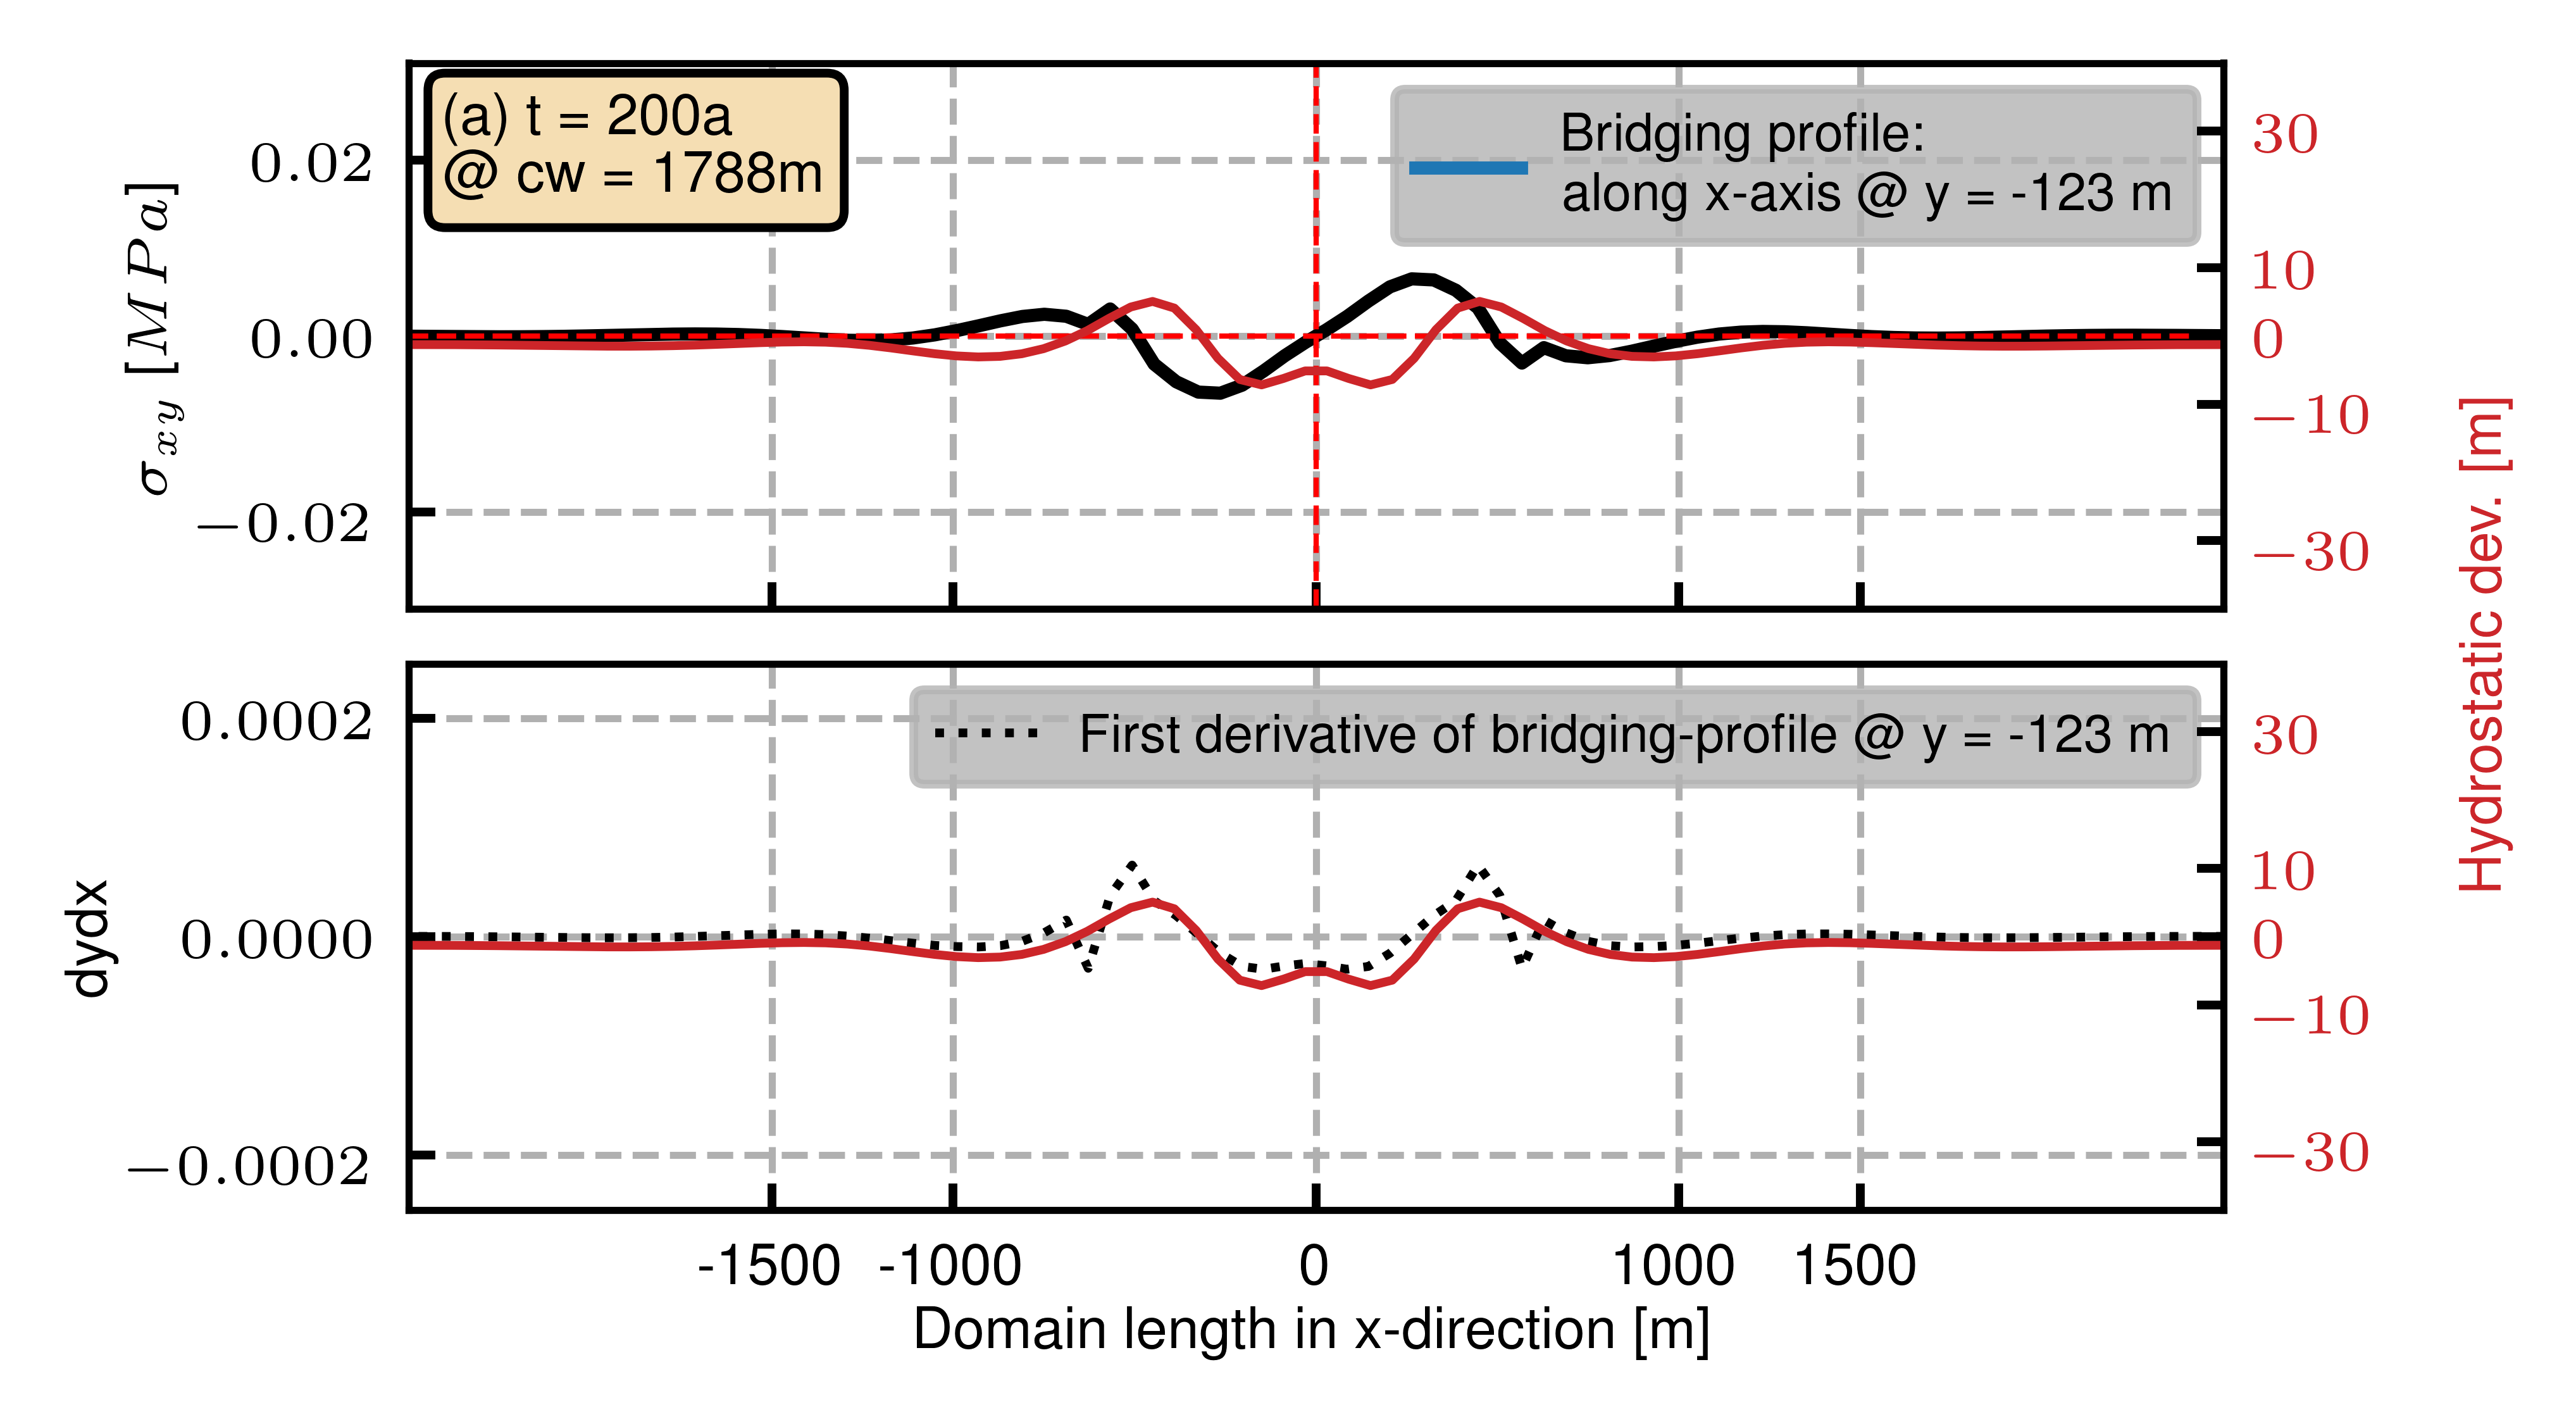 (a) t = 200a
@ cw = 1788m
Bridging profile:
along x-axis @ y = -123 m
σxy [MPa]
0.02
0.00
−0.02
30
10
0
−10
−30
Hydrostatic dev. [m]
First derivative of bridging-profile @ y = -123 m
dydx
0.0002
0.0000
−0.0002
30
10
0
−10
−30
-1500 -1000 0 1000 1500
Domain length in x-direction [m]